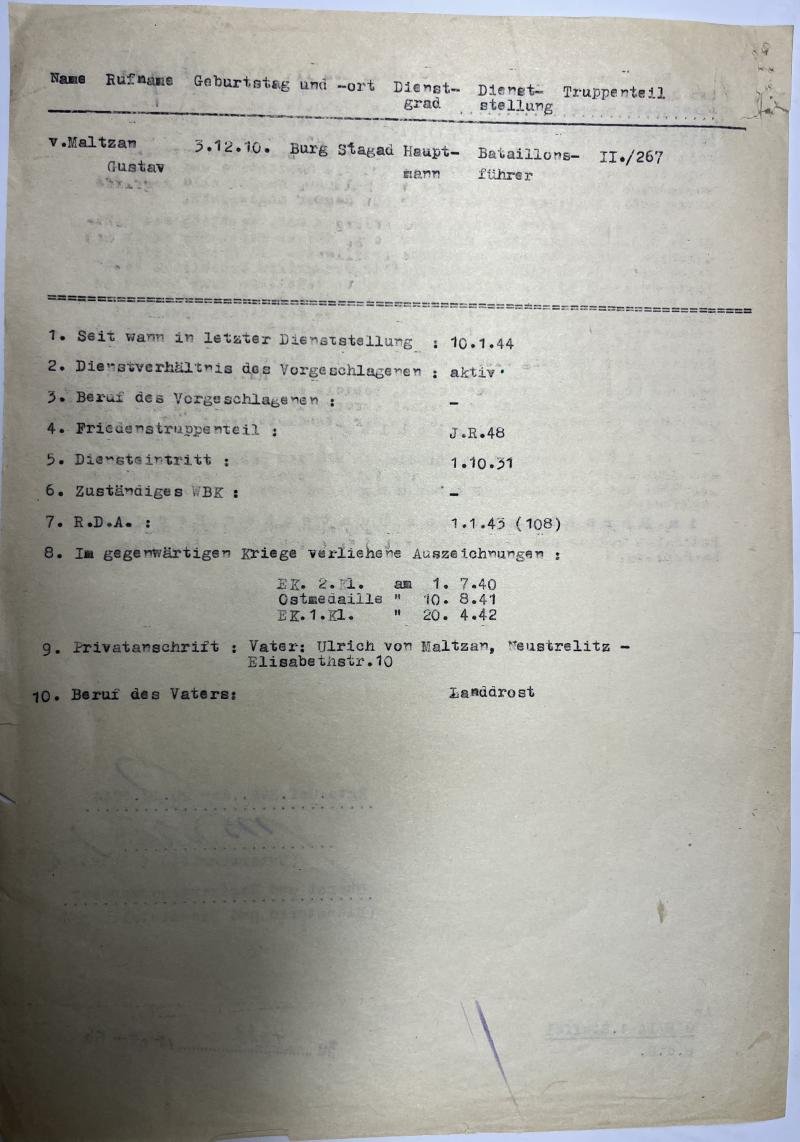 Name Rufname Geburtstag und -ort Dienst- Dienst- Truppenteil
grad stellung
v.Maltzan 3.12.10. Burg Stagad Haupt- Bataillons- II./267
Gustav mann führer
1. Seit wann in letzter Dienststellung : 10.1.44
2. Dienstverhältnis des Vorgeschlagenen : aktiv.
3. Beruf des Vorgeschlagenen : -
4. Friedenstruppenteil : J.R.48
5. Diensteintritt : 1.10.31
6. Zuständiges WBK : -
7. R.D.A. : 1.1.43 (108)
8. Im gegenwärtigen Kriege verliehene Auszeichnungen :
EK. 2.Kl. am 1. 7.40
Ostmedaille " 10. 8.41
EK.1.Kl. " 20. 4.42
9. Privatanschrift : Vater: Ulrich von Maltzan, Neustrelitz -
Elisabethstr.10
10. Beruf des Vaters: Landdrost